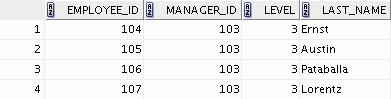 EMPLOYEE_ID MANAGER_ID LEVEL LAST_NAME
1 104 103 3 Ernst
2 105 103 3 Austin
3 106 103 3 Pataballa
4 107 103 3 Lorentz